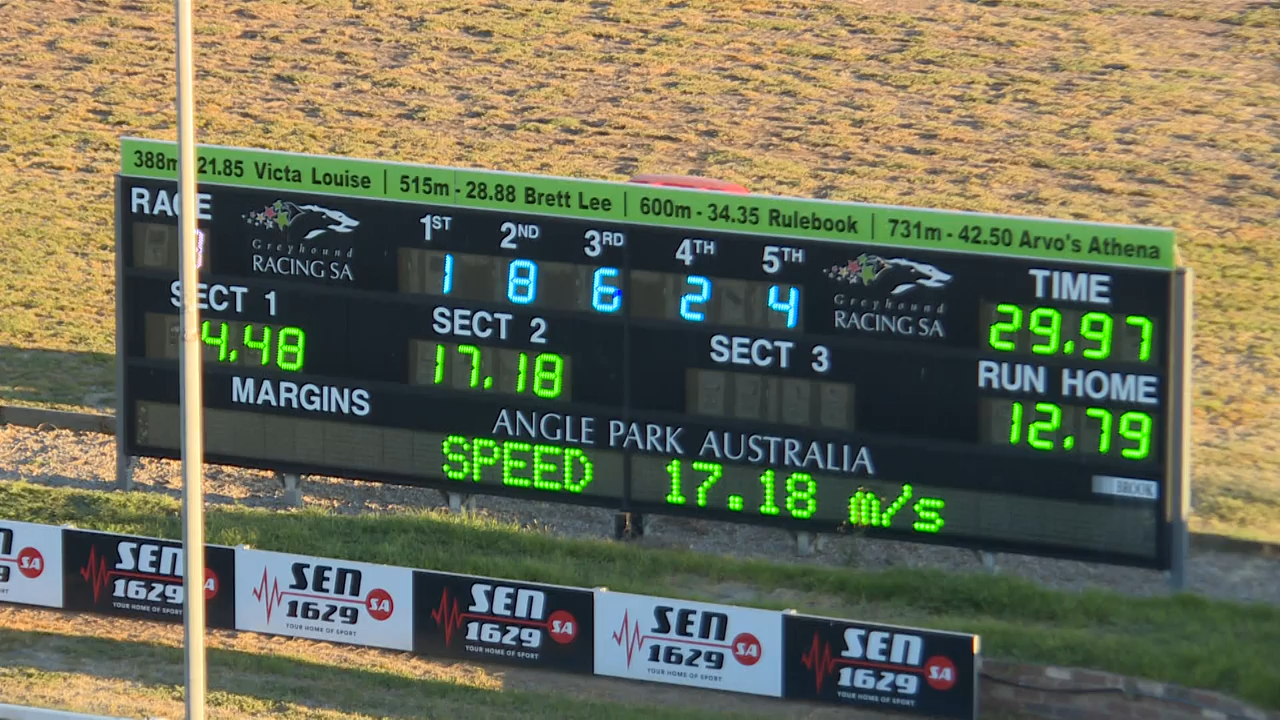 388m 21.85 Victa Louise | 515m - 28.88 Brett Lee | 600m - 34.35 Rulebook | 731m - 42.50 Arvo's Athena
RACE
Greyhound
RACING SA
1ST 2ND 3RD 4TH 5TH
1 8 6 2 4
Greyhound
RACING SA
TIME
29.97
SECT 1
4.48
SECT 2
17.18
SECT 3
RUN HOME
12.79
MARGINS
ANGLE PARK AUSTRALIA
SPEED 17.18 m/s
BROOK
9 SA
SEN
1629 A
YOUR HOME OF SPORT
SEN
1629 SA
YOUR HOME OF SPORT
SEN
1629 SA
YOUR HOME OF SPORT
SEN
1629 SA
YOUR HOME OF SPORT
SEN
1629 SA
YOUR HOME OF SPORT